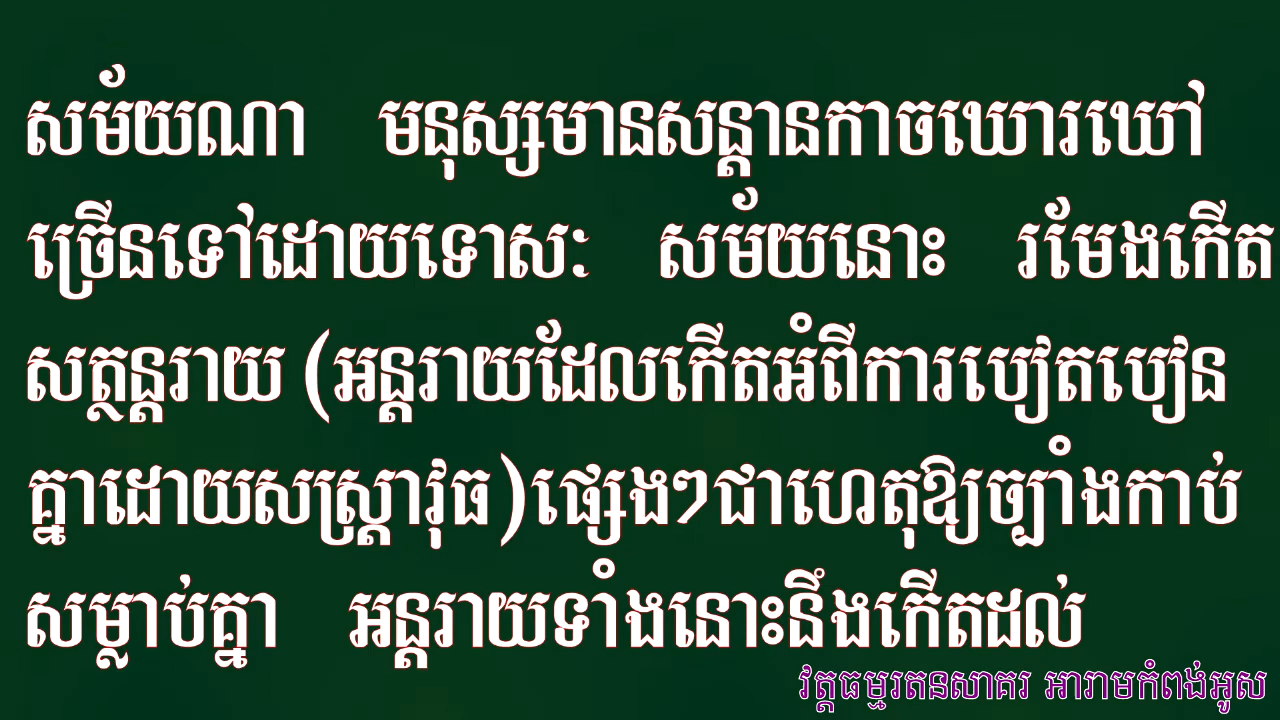 សម័យណា មនុស្សមានសន្តានកាចឃោរឃៅ
ច្រើនទៅដោយទោសៈ សម័យនោះ រមែងកើត
សត្ថន្តរាយ (អន្តរាយដែលកើតអំពីការបៀតបៀន
គ្នាដោយសស្ត្រាវុធ)ផ្សេងៗជាហេតុឱ្យច្បាំងកាប់
សម្លាប់គ្នា អន្តរាយទាំងនោះនឹងកើតដល់
វត្តធម្មរតនសាគរ អារាមកំពង់អូស